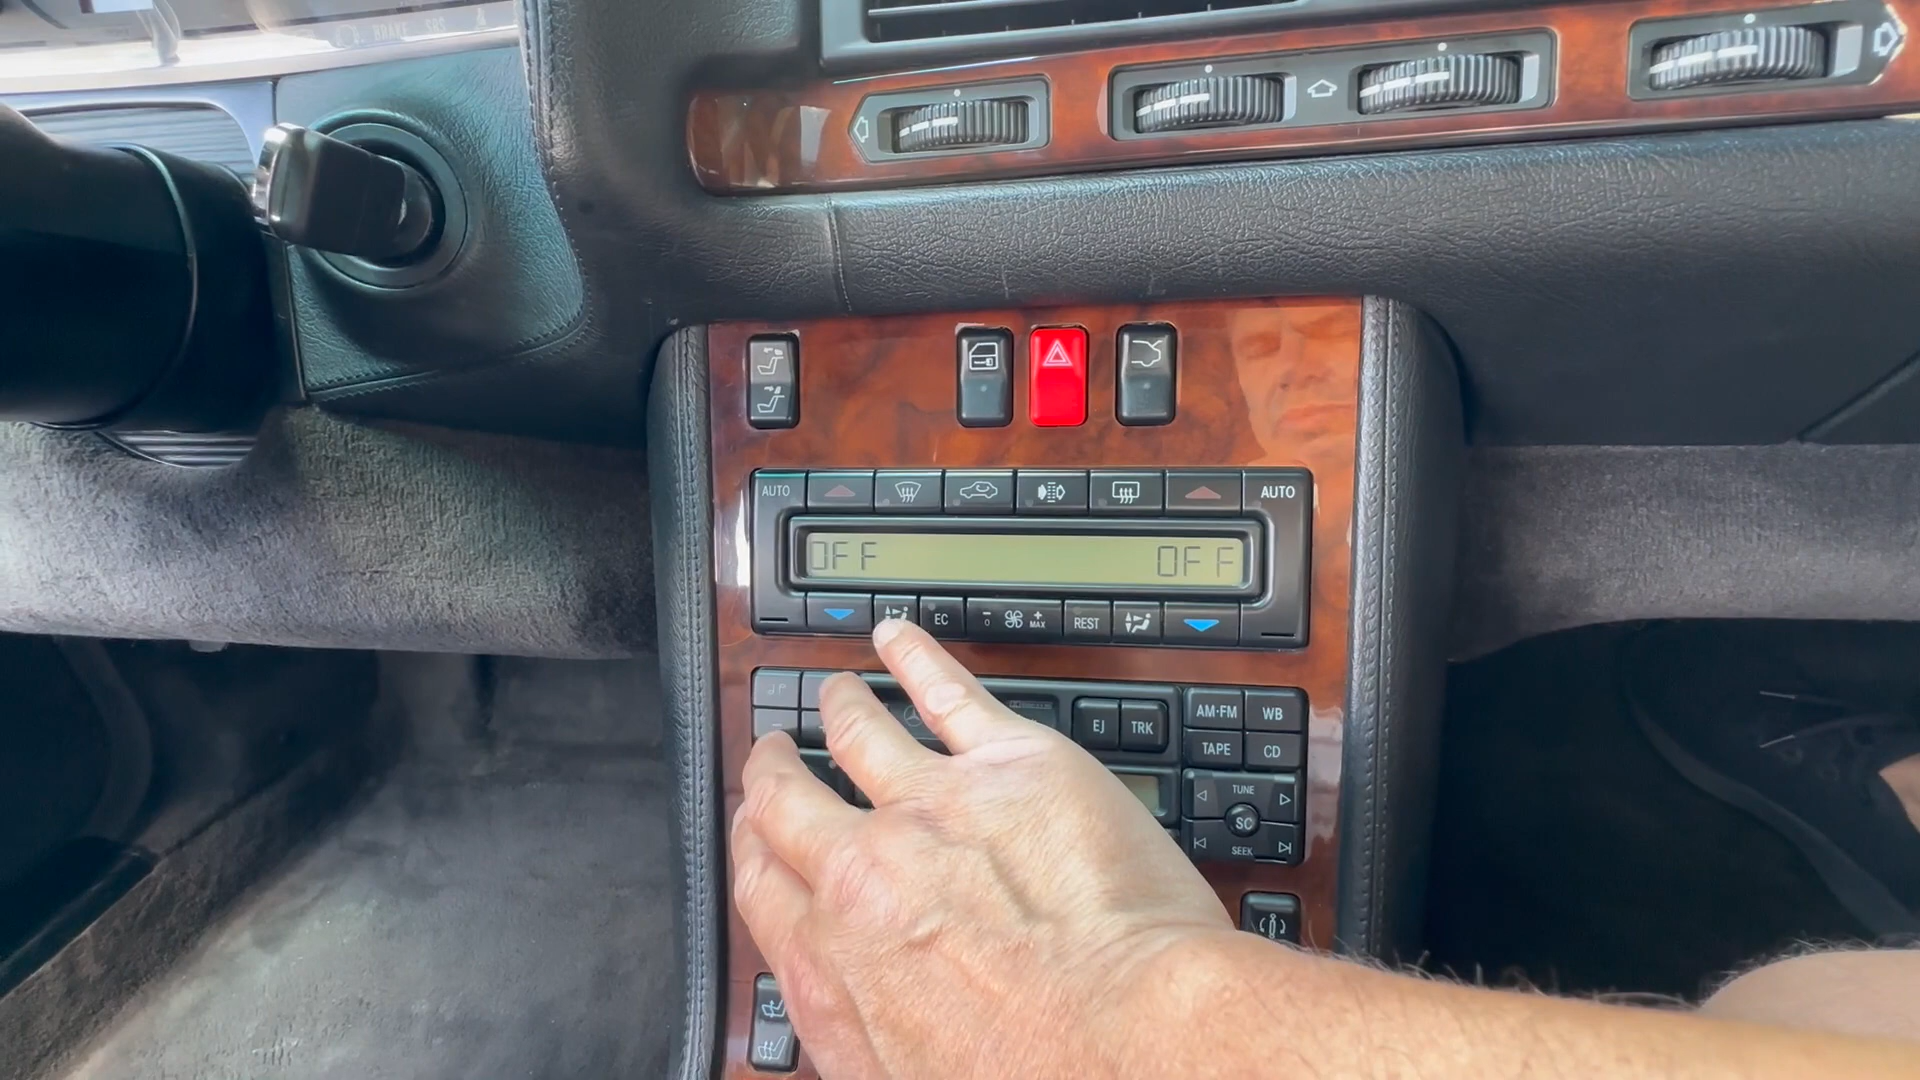 AUTO AUTO
OFF OFF
EC - 0 + MAX REST
EJ TRK AM·FM WB
TAPE CD
TUNE
SC
SEEK